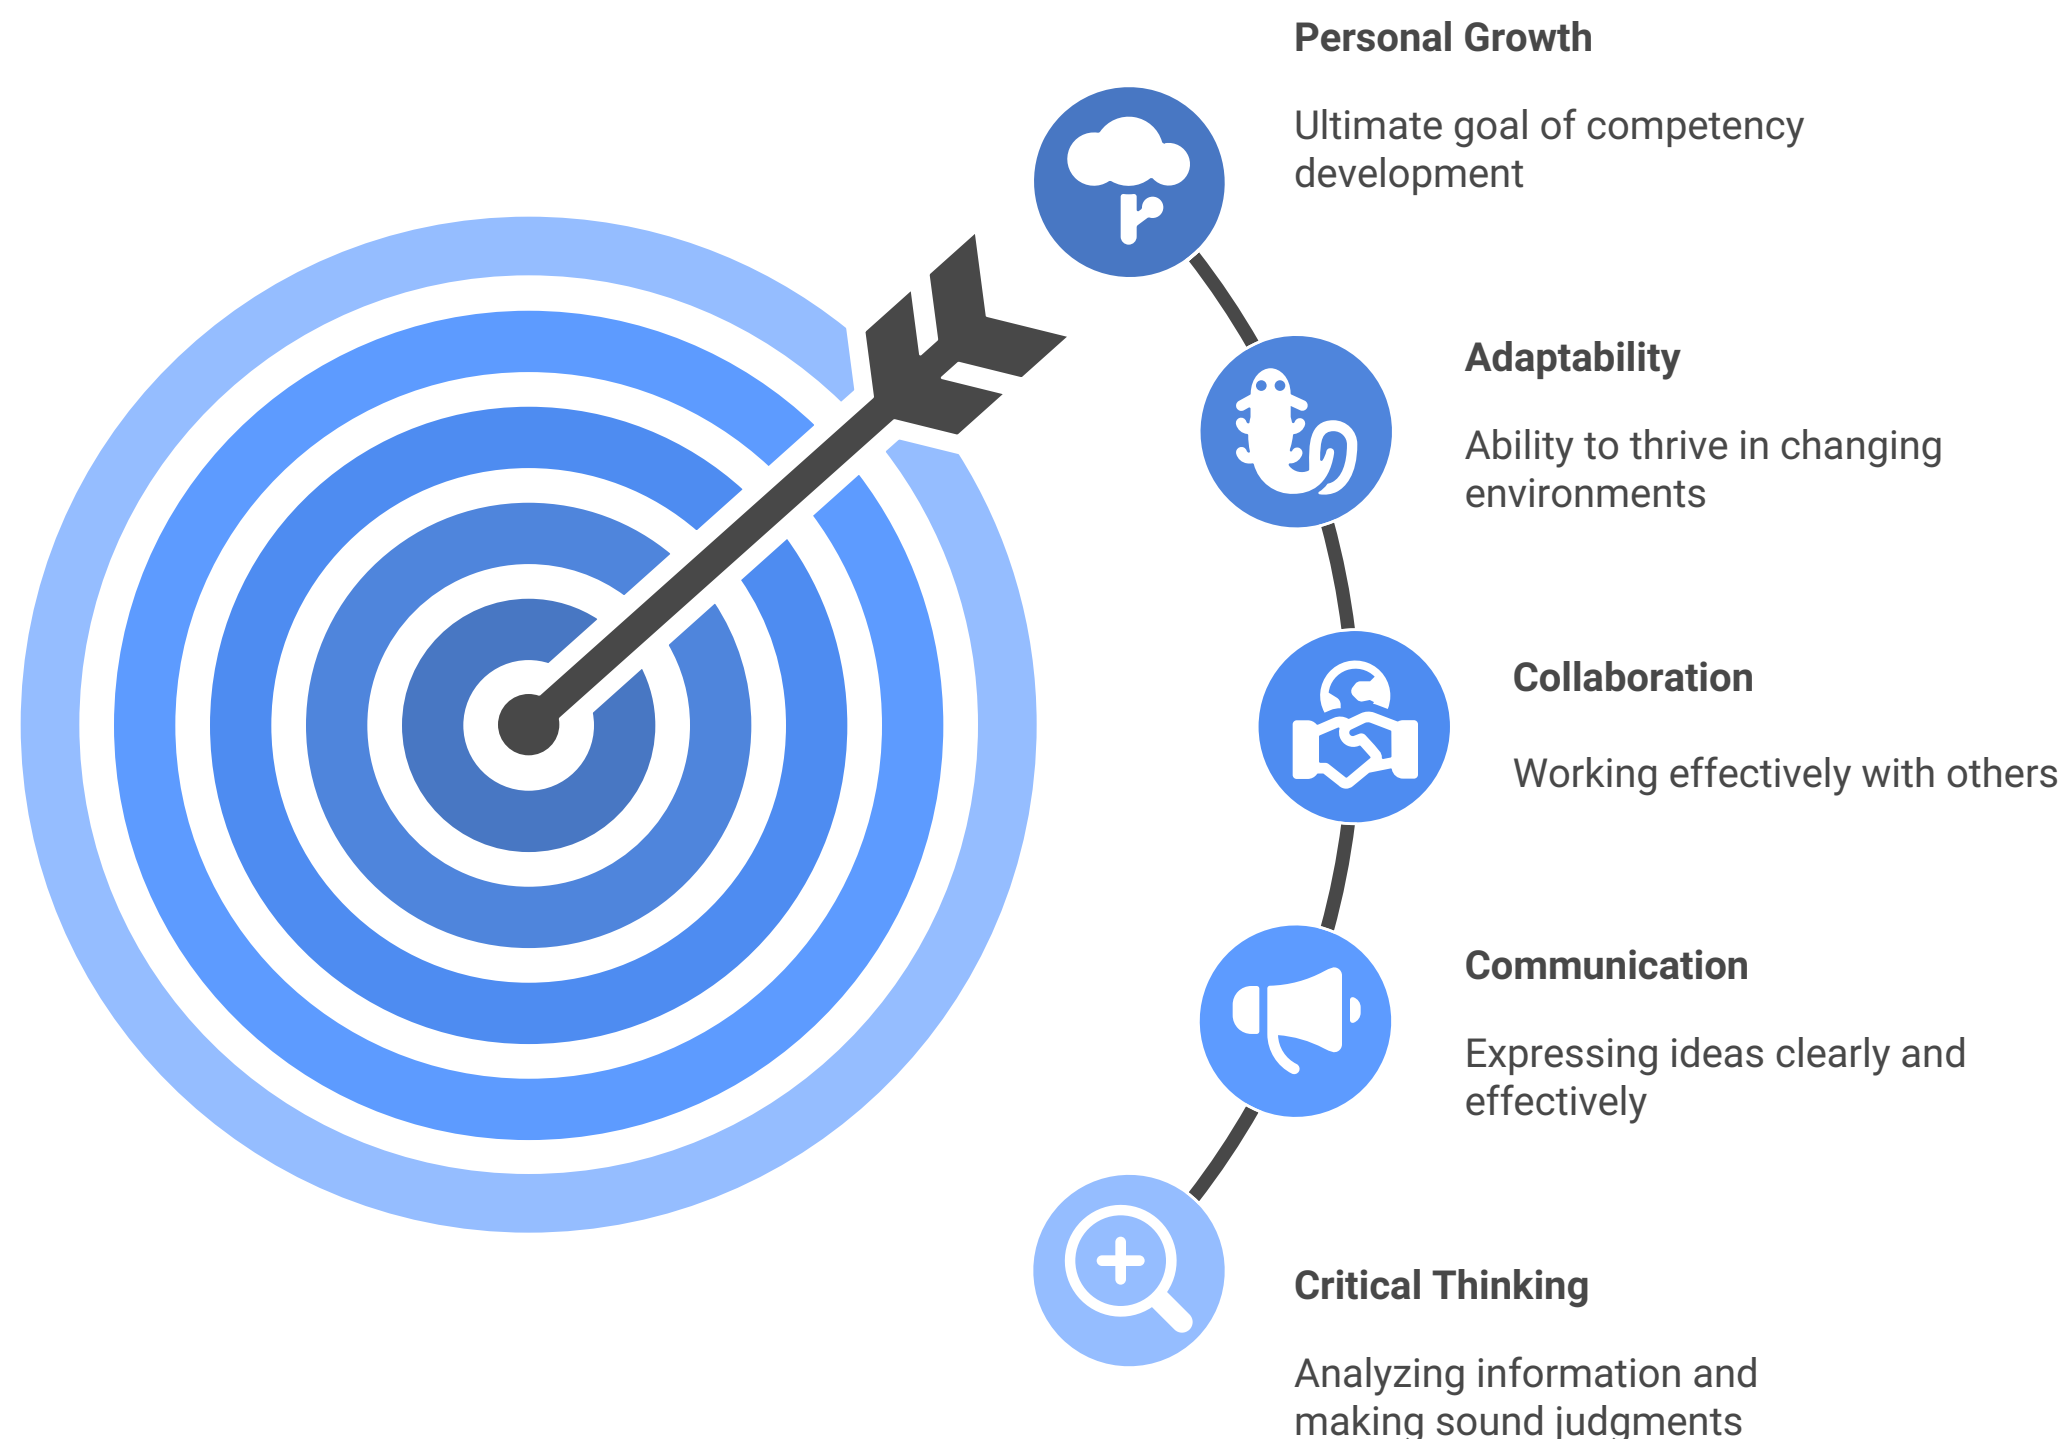 Personal Growth
Ultimate goal of competency
development
Adaptability
Ability to thrive in changing
environments
Collaboration
Working effectively with others
Communication
Expressing ideas clearly and
effectively
Critical Thinking
Analyzing information and
making sound judgments